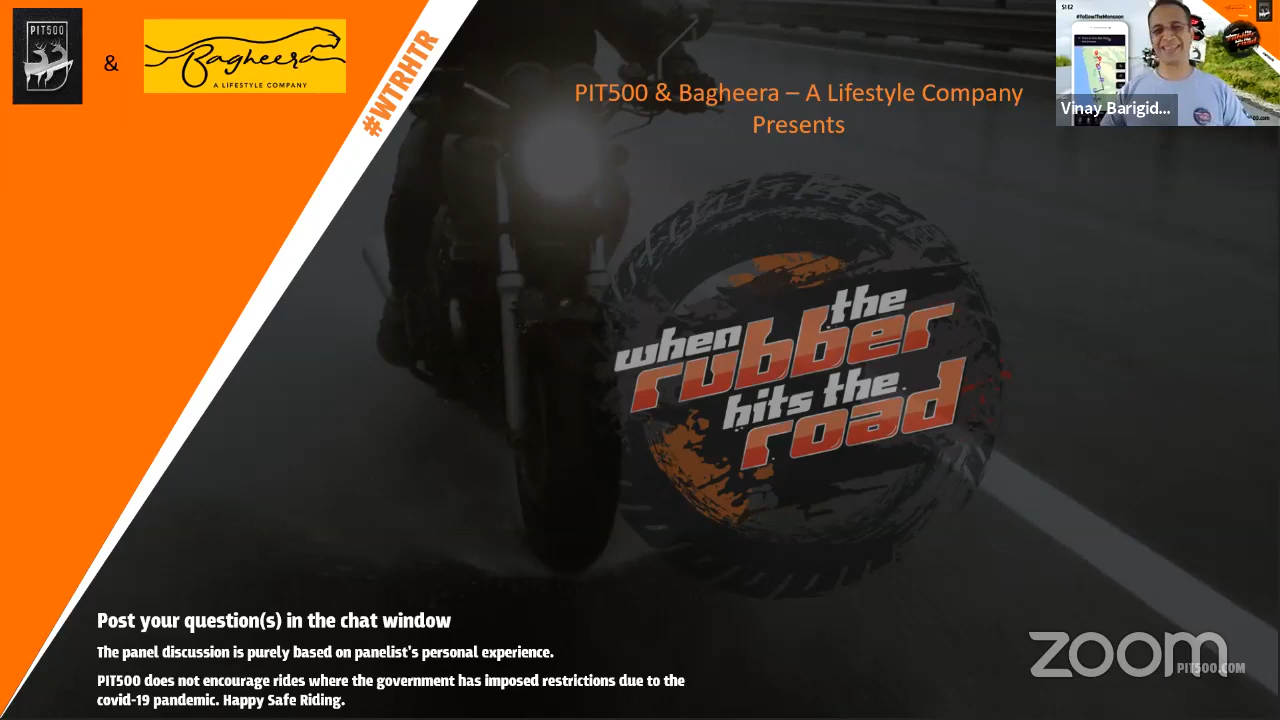 PIT500
&
Bagheera
A LIFESTYLE COMPANY
#WTRHTR
PIT500 & Bagheera – A Lifestyle Company
Presents
S1E2
#FollowTheMonsoon
Vinay Barigid...
when the
rubber
hits the
road
Post your question(s) in the chat window
The panel discussion is purely based on panelist's personal experience.
PIT500 does not encourage rides where the government has imposed restrictions due to the
covid-19 pandemic. Happy Safe Riding.
zoom
PIT500.COM